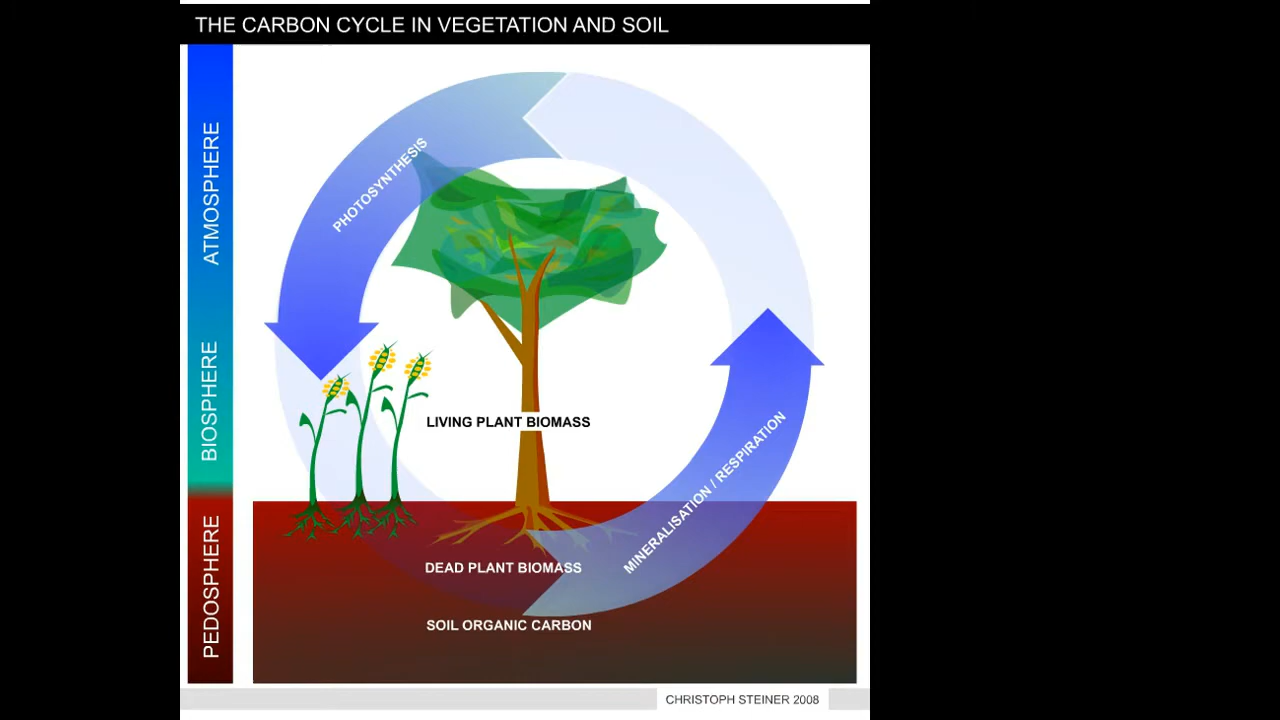 THE CARBON CYCLE IN VEGETATION AND SOIL
ATMOSPHERE
BIOSPHERE
PEDOSPHERE
PHOTOSYNTHESIS
LIVING PLANT BIOMASS
MINERALISATION / RESPIRATION
DEAD PLANT BIOMASS
SOIL ORGANIC CARBON
CHRISTOPH STEINER 2008